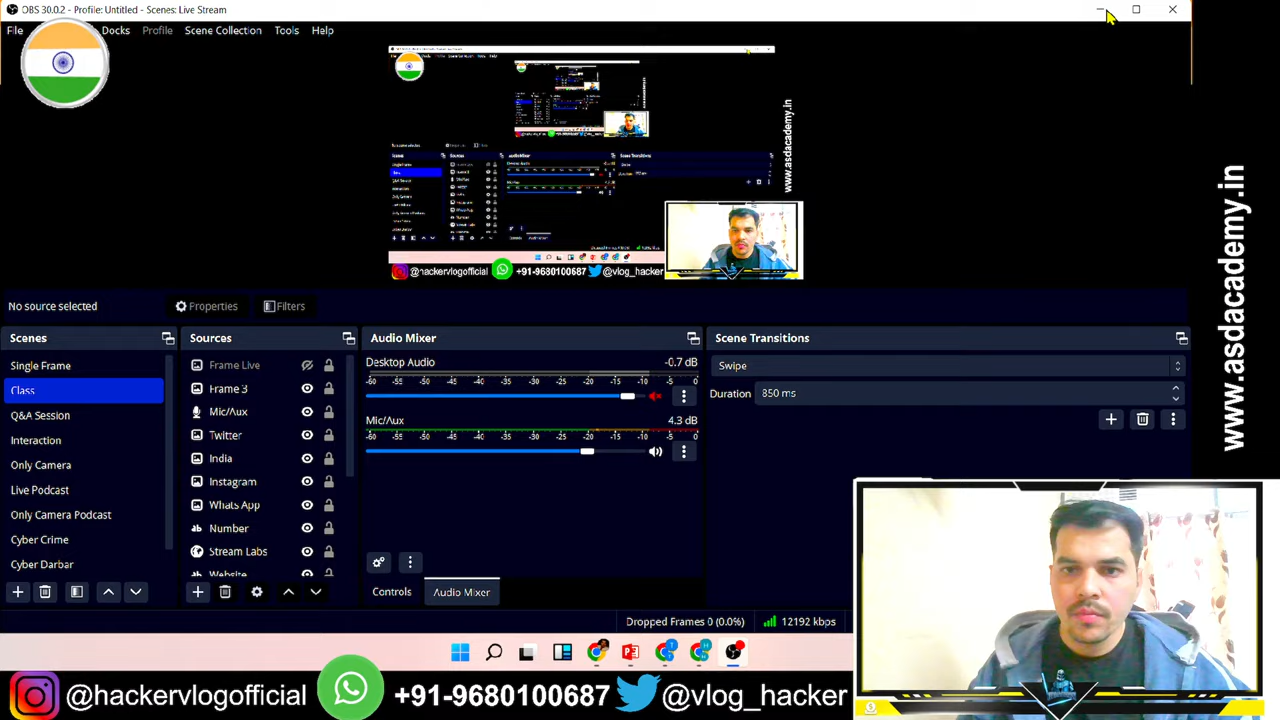 OBS 30.0.2 - Profile: Untitled - Scenes: Live Stream
File Docks Profile Scene Collection Tools Help
www.asdacademy.in
@hackervlogofficial +91-9680100687 @vlog_hacker
No source selected Properties Filters
Scenes
Single Frame
Class
Q&A Session
Interaction
Only Camera
Live Podcast
Only Camera Podcast
Cyber Crime
Cyber Darbar
Sources
Frame Live
Frame 3
Mic/Aux
Twitter
India
Instagram
Whats App
Number
Stream Labs
Website
Audio Mixer
Desktop Audio -0.7 dB
-60 -55 -50 -45 -40 -35 -30 -25 -20 -15 -10 -5 0
Mic/Aux 4.3 dB
-60 -55 -50 -45 -40 -35 -30 -25 -20 -15 -10 -5 0
Controls Audio Mixer
Scene Transitions
Swipe
Duration 850 ms
Dropped Frames 0 (0.0%) 12192 kbps
www.asdacademy.in
@hackervlogofficial +91-9680100687 @vlog_hacker